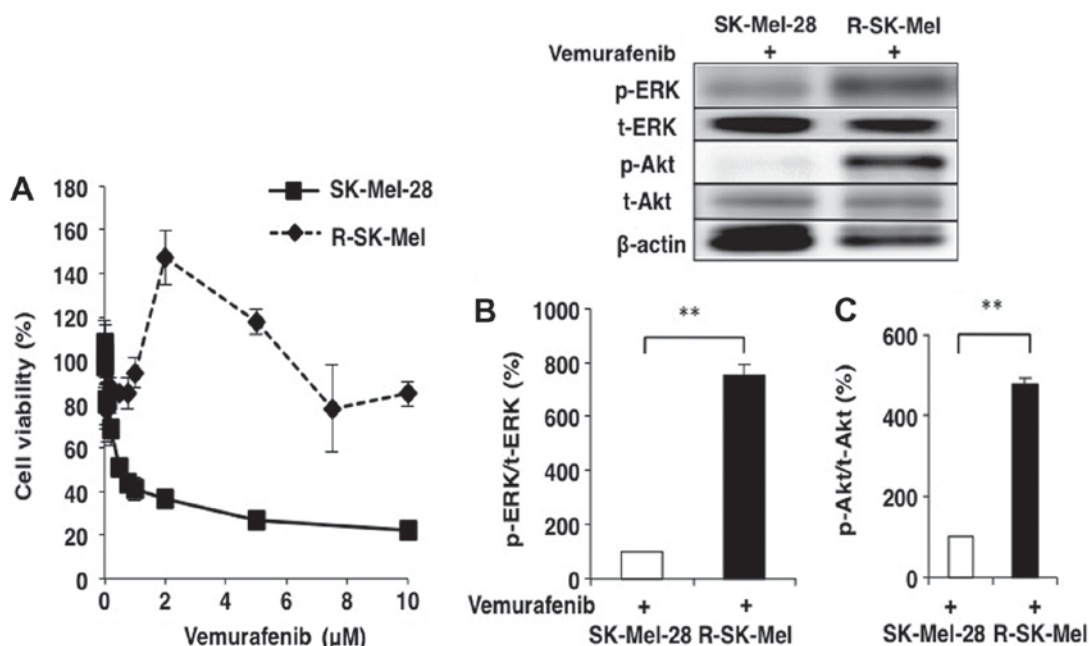 SK-Mel-28 R-SK-Mel
Vemurafenib + +
p-ERK
t-ERK
p-Akt
t-Akt
β-actin
A
SK-Mel-28
R-SK-Mel
180
160
140
120
100
80
60
40
20
0
Cell viability (%)
0 2 4 6 8 10
Vemurafenib (μM)
B
**
1000
800
600
400
200
0
p-ERK/t-ERK (%)
Vemurafenib + +
SK-Mel-28 R-SK-Mel
C
**
600
400
200
0
p-Akt/t-Akt (%)
+ +
SK-Mel-28 R-SK-Mel